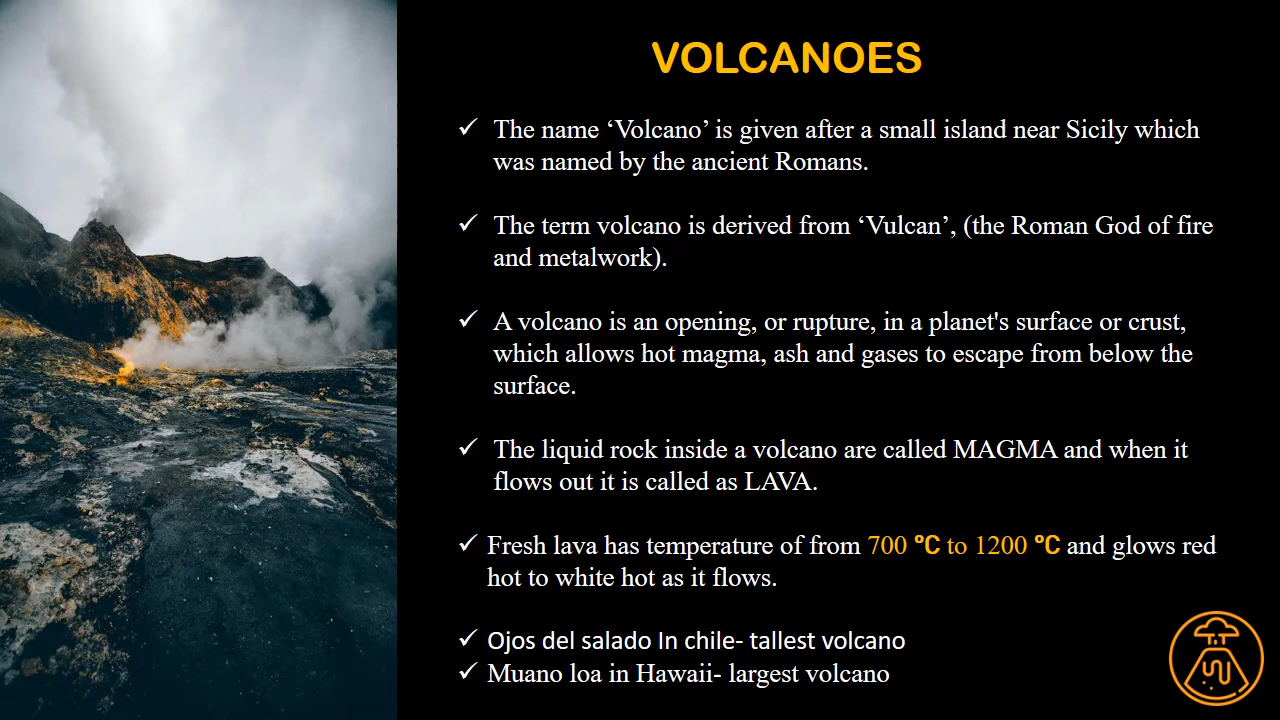 VOLCANOES
✓ The name ‘Volcano’ is given after a small island near Sicily which
was named by the ancient Romans.
✓ The term volcano is derived from ‘Vulcan’, (the Roman God of fire
and metalwork).
✓ A volcano is an opening, or rupture, in a planet's surface or crust,
which allows hot magma, ash and gases to escape from below the
surface.
✓ The liquid rock inside a volcano are called MAGMA and when it
flows out it is called as LAVA.
✓ Fresh lava has temperature of from 700 °C to 1200 °C and glows red
hot to white hot as it flows.
✓ Ojos del salado In chile- tallest volcano
✓ Muano loa in Hawaii- largest volcano